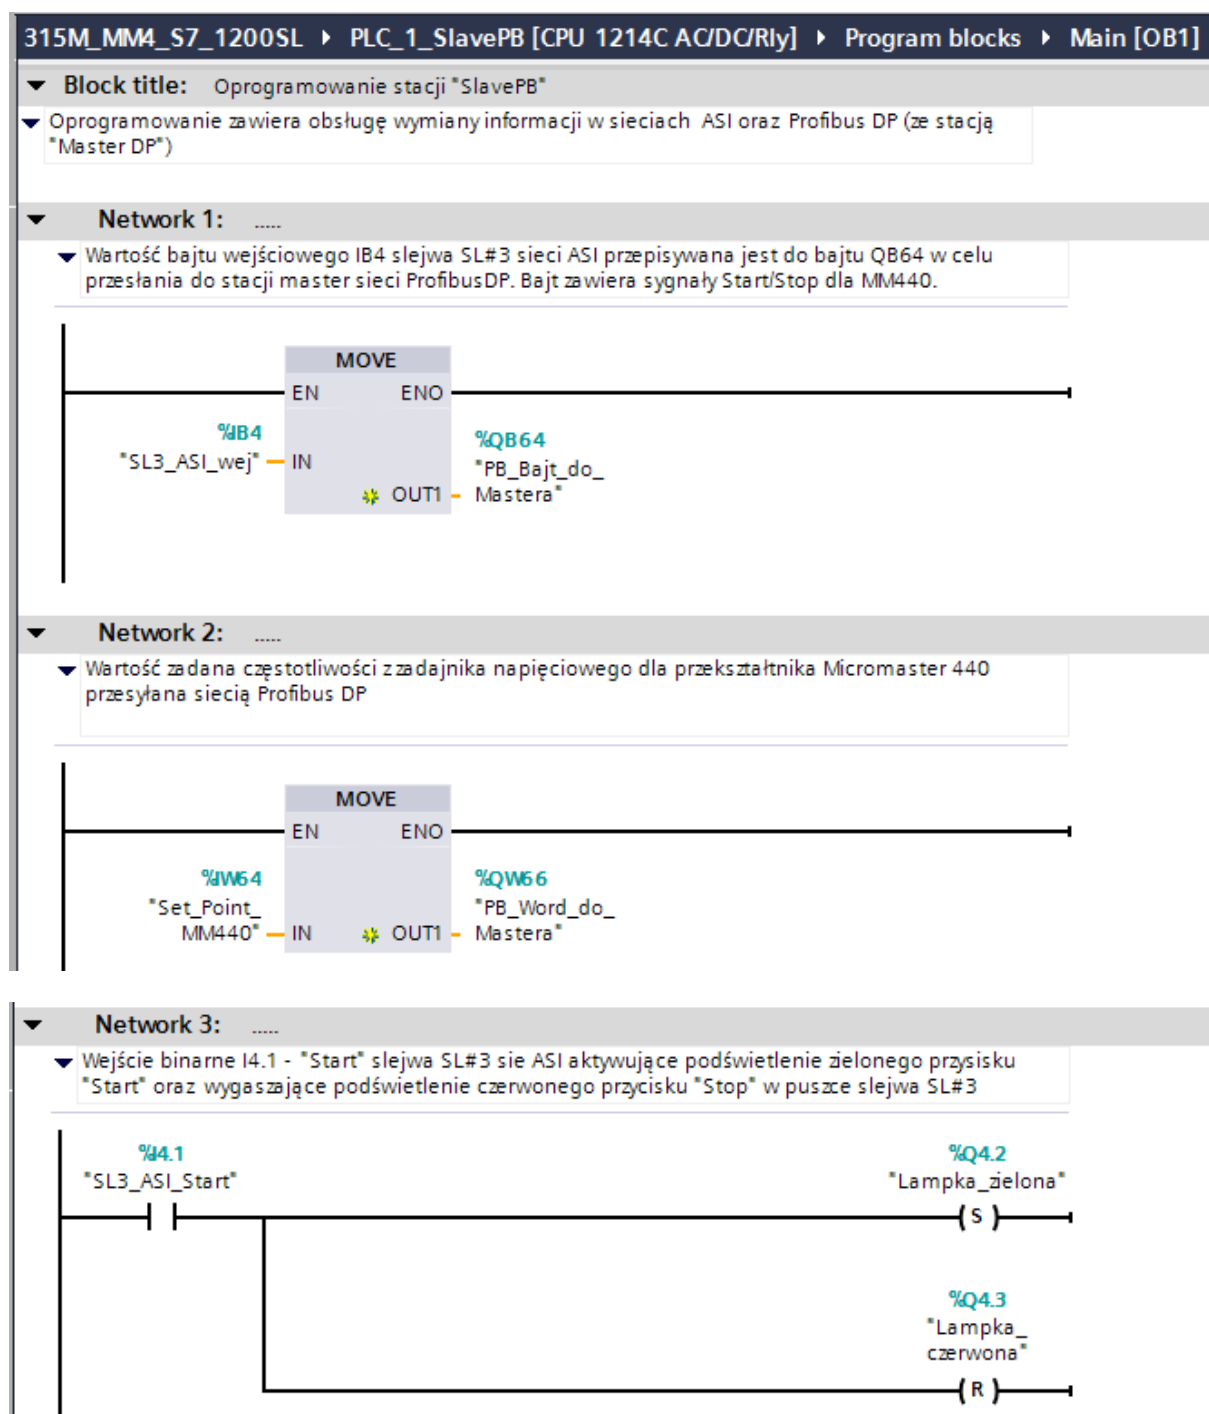 315M_MM4_S7_1200SL ▸ PLC_1_SlavePB [CPU 1214C AC/DC/Rly] ▸ Program blocks ▸ Main [OB1]
Block title: Oprogramowanie stacji "SlavePB"
Oprogramowanie zawiera obsługę wymiany informacji w sieciach ASI oraz Profibus DP (ze stacją
"Master DP")
Network 1: .....
Wartość bajtu wejściowego IB4 slejwa SL#3 sieci ASI przepisywana jest do bajtu QB64 w celu
przesłania do stacji master sieci ProfibusDP. Bajt zawiera sygnały Start/Stop dla MM440.
MOVE
EN ENO
%IB4
"SL3_ASI_wej" IN
%QB64
"PB_Bajt_do_
OUT1 Mastera"
Network 2: .....
Wartość zadana częstotliwości z zadajnika napięciowego dla przekształtnika Micromaster 440
przesyłana siecią Profibus DP
MOVE
EN ENO
%IW64 %QW66
"Set_Point_ "PB_Word_do_
MM440" IN OUT1 Mastera"
Network 3: .....
Wejście binarne I4.1 - "Start" slejwa SL#3 sie ASI aktywujące podświetlenie zielonego przysisku
"Start" oraz wygaszające podświetlenie czerwonego przycisku "Stop" w puszce slejwa SL#3
%I4.1 %Q4.2
"SL3_ASI_Start" "Lampka_zielona"
S
%Q4.3
"Lampka_
czerwona"
R